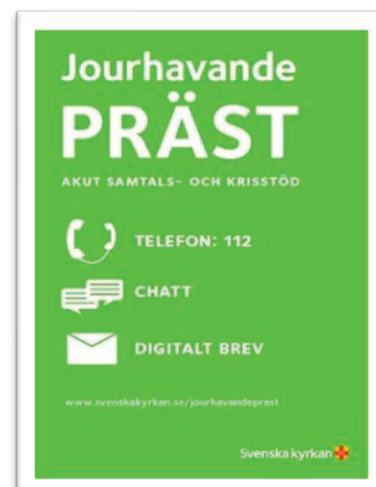 Jourhavande
PRÄST
AKUT SAMTALS- OCH KRISSTÖD
TELEFON: 112
CHATT
DIGITALT BREV
www.svenskakyrkan.se/jourhavandeprast
Svenska kyrkan